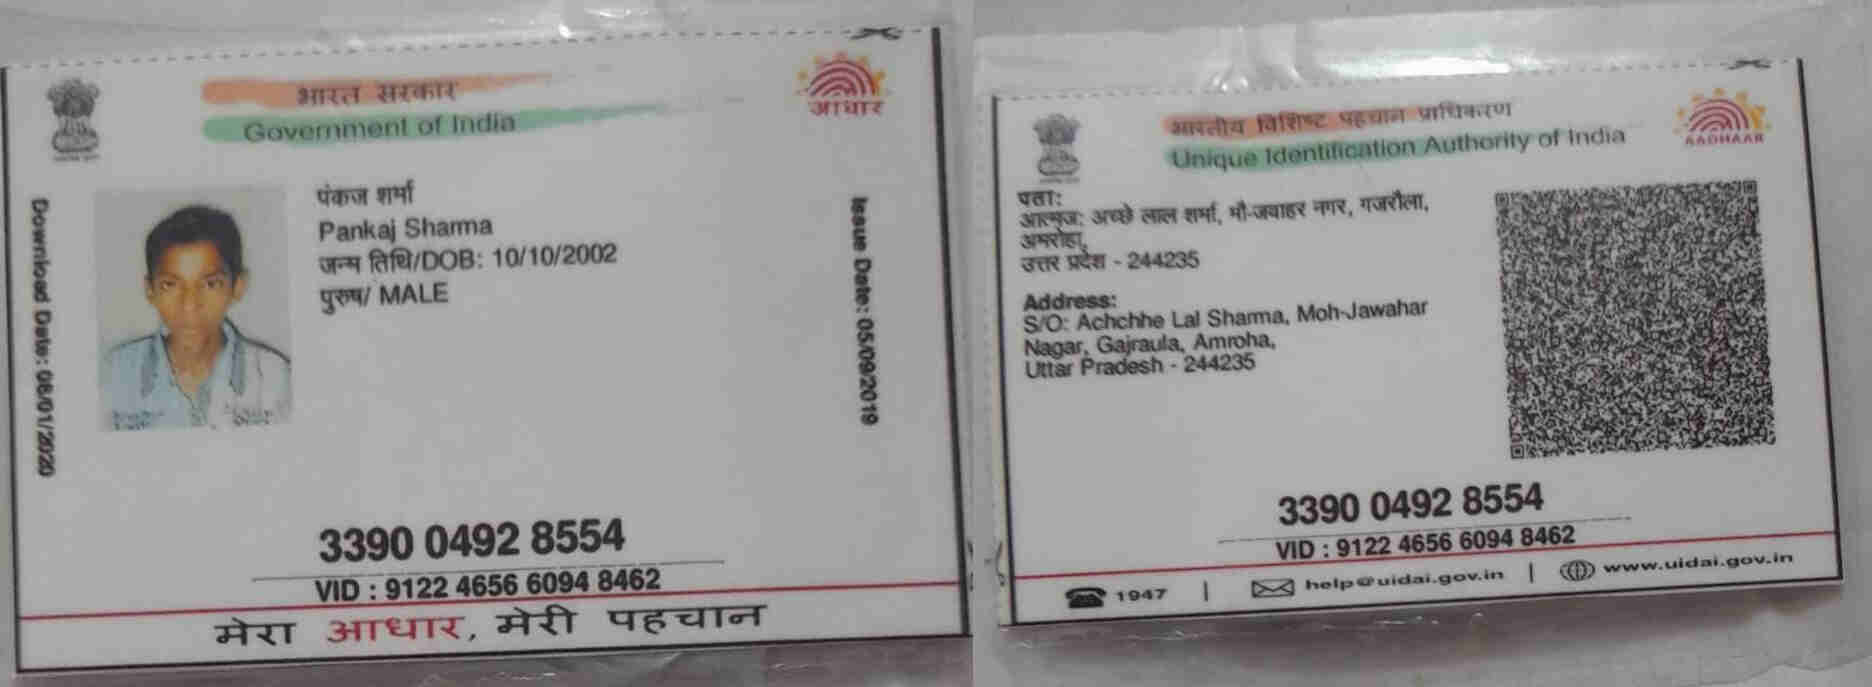 भारत सरकार
Government of India
आधार
Download Date: 06/01/2020
पंकज शर्मा
Pankaj Sharma
जन्म तिथि/DOB: 10/10/2002
पुरुष/ MALE
Issue Date: 05/09/2019
3390 0492 8554
VID : 9122 4656 6094 8462
मेरा आधार, मेरी पहचान
भारतीय विशिष्ट पहचान प्राधिकरण
Unique Identification Authority of India
AADHAAR
पता:
आत्मज: अच्छे लाल शर्मा, मौ-जवाहर नगर, गजरौला,
अमरोहा,
उत्तर प्रदेश - 244235
Address:
S/O: Achchhe Lal Sharma, Moh-Jawahar
Nagar, Gajraula, Amroha,
Uttar Pradesh - 244235
3390 0492 8554
VID : 9122 4656 6094 8462
1947 | help@uidai.gov.in | www.uidai.gov.in